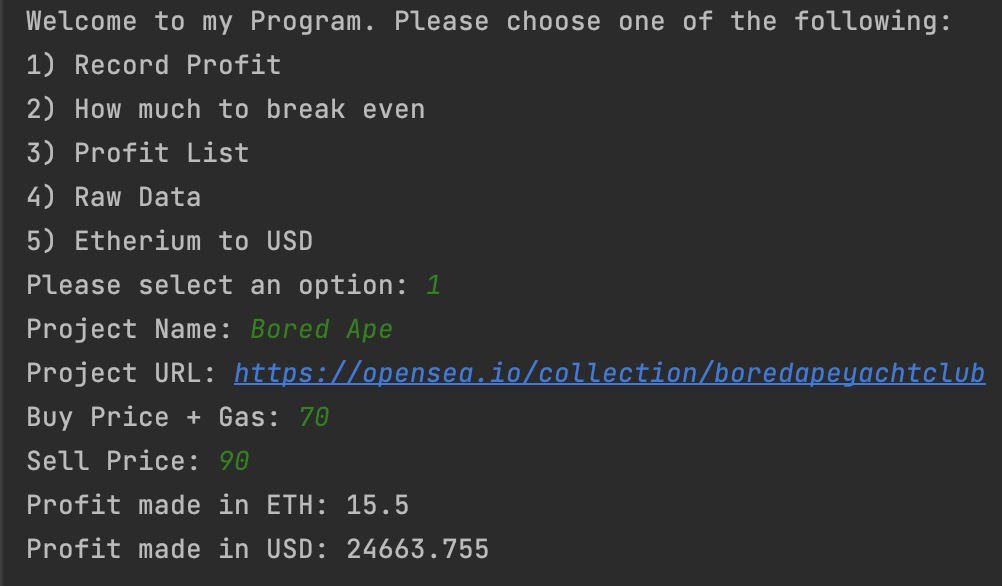 Welcome to my Program. Please choose one of the following:
1) Record Profit
2) How much to break even
3) Profit List
4) Raw Data
5) Etherium to USD
Please select an option: 1
Project Name: Bored Ape
Project URL: https://opensea.io/collection/boredapeyachtclub
Buy Price + Gas: 70
Sell Price: 90
Profit made in ETH: 15.5
Profit made in USD: 24663.755